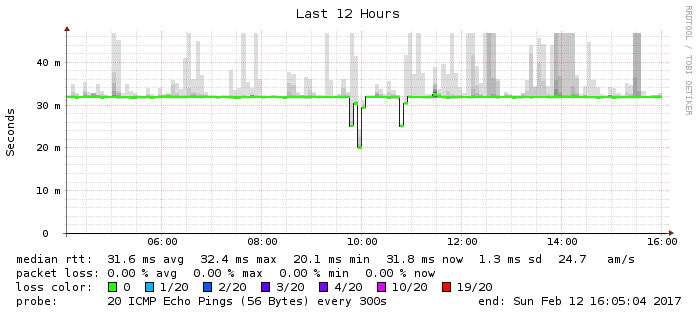 Last 12 Hours
RRDTOOL / TOBI OETIKER
Seconds
40 m
30 m
20 m
10 m
0
06:00 08:00 10:00 12:00 14:00 16:00
median rtt: 31.6 ms avg 32.4 ms max 20.1 ms min 31.8 ms now 1.3 ms sd 24.7 am/s
packet loss: 0.00 % avg 0.00 % max 0.00 % min 0.00 % now
loss color: 0 1/20 2/20 3/20 4/20 10/20 19/20
probe: 20 ICMP Echo Pings (56 Bytes) every 300s end: Sun Feb 12 16:05:04 2017